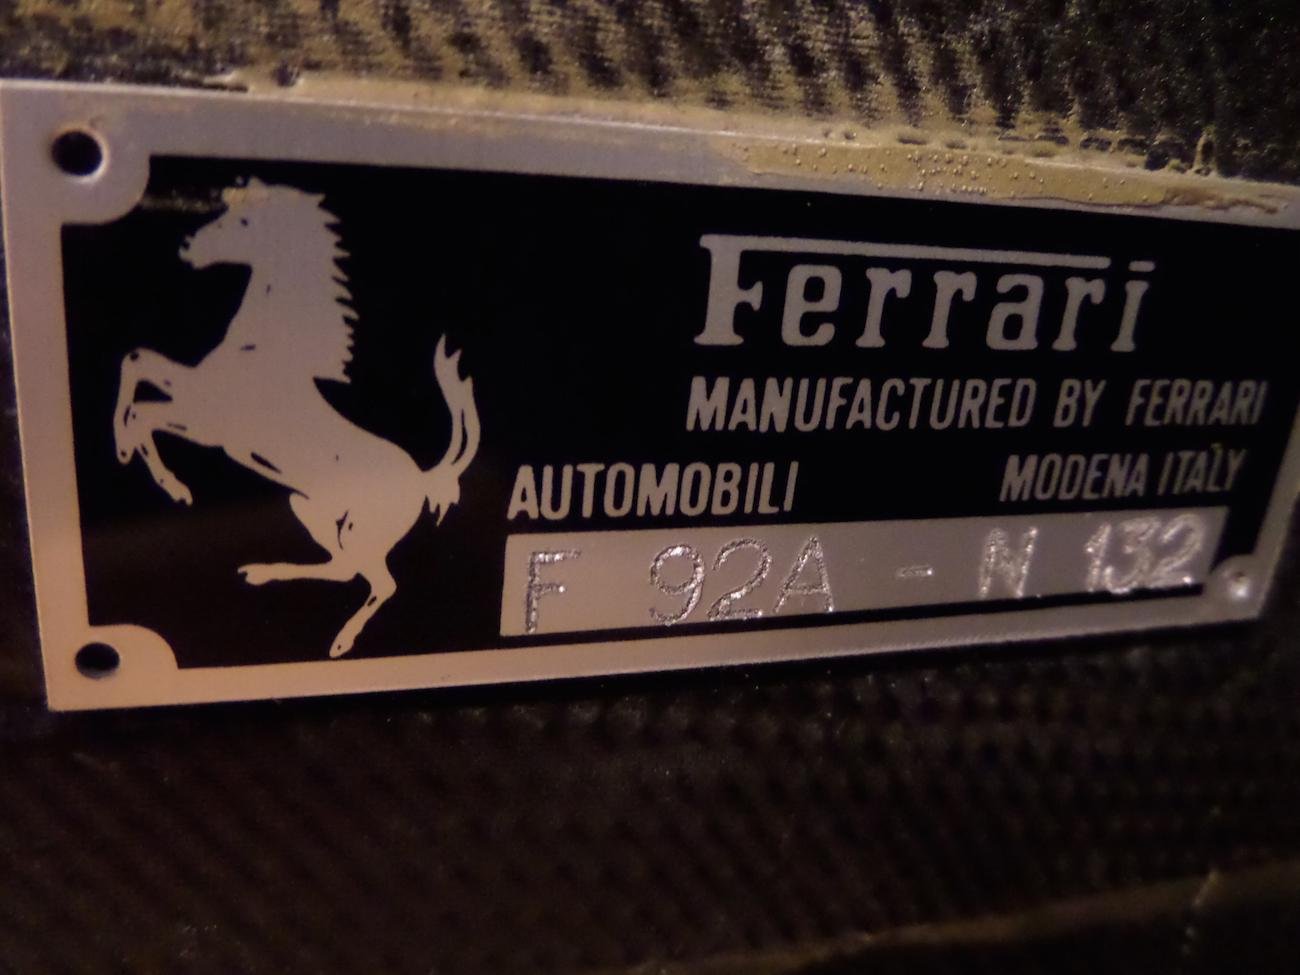 Ferrari
MANUFACTURED BY FERRARI
AUTOMOBILI MODENA ITALY
F 92A - N 132